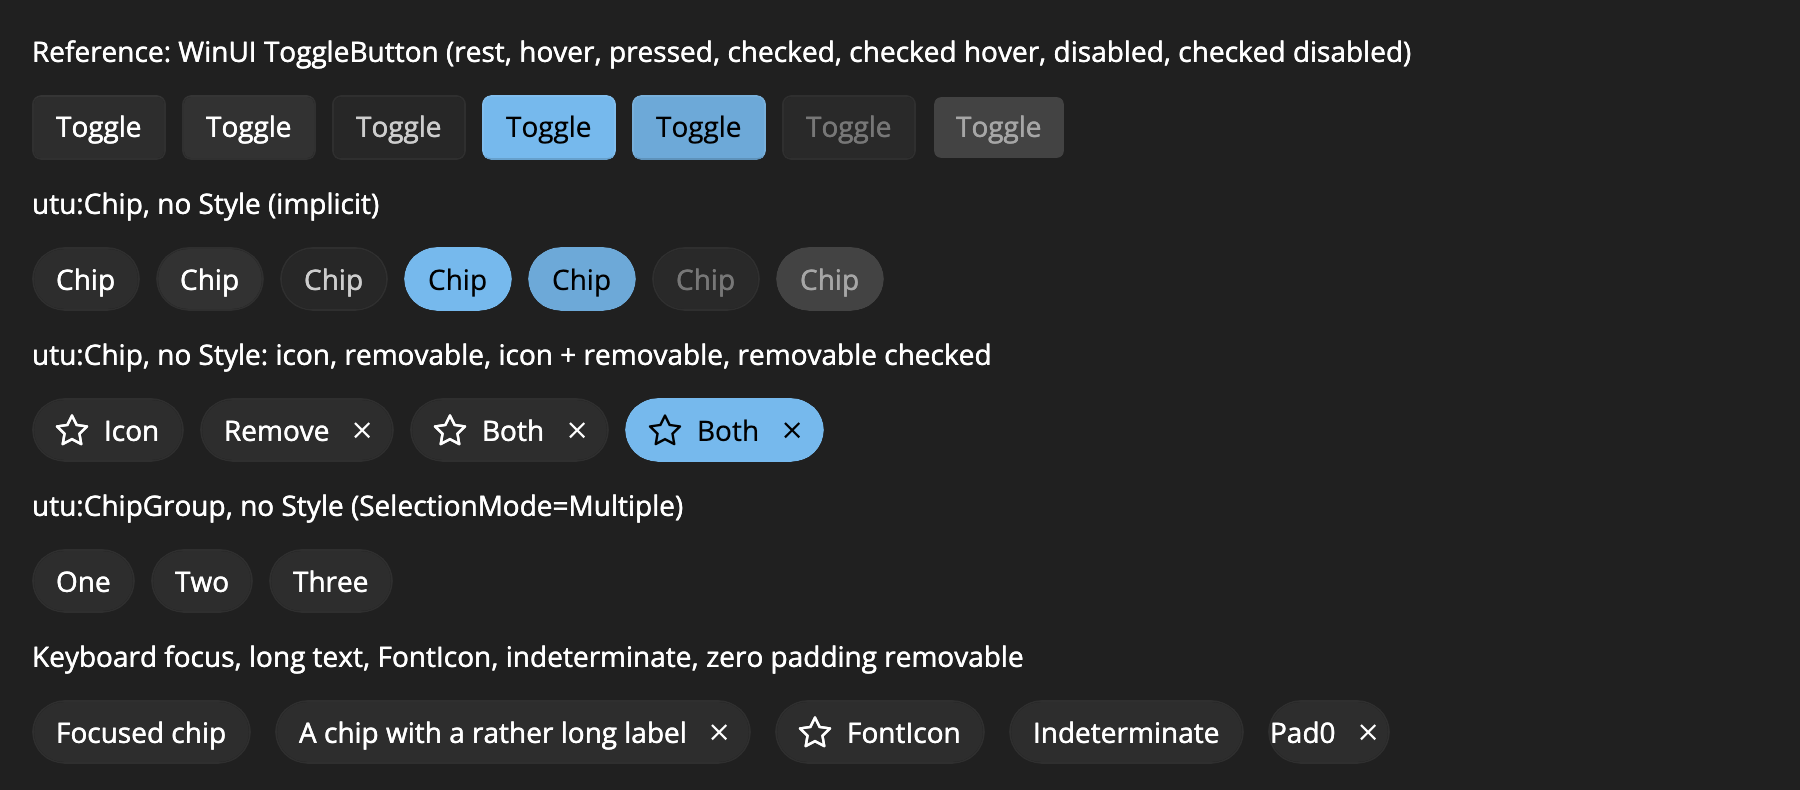 Reference: WinUI ToggleButton (rest, hover, pressed, checked, checked hover, disabled, checked disabled)
Toggle Toggle Toggle Toggle Toggle Toggle Toggle
utu:Chip, no Style (implicit)
Chip Chip Chip Chip Chip Chip Chip
utu:Chip, no Style: icon, removable, icon + removable, removable checked
Icon Remove Both Both
utu:ChipGroup, no Style (SelectionMode=Multiple)
One Two Three
Keyboard focus, long text, FontIcon, indeterminate, zero padding removable
Focused chip A chip with a rather long label FontIcon Indeterminate Pad0